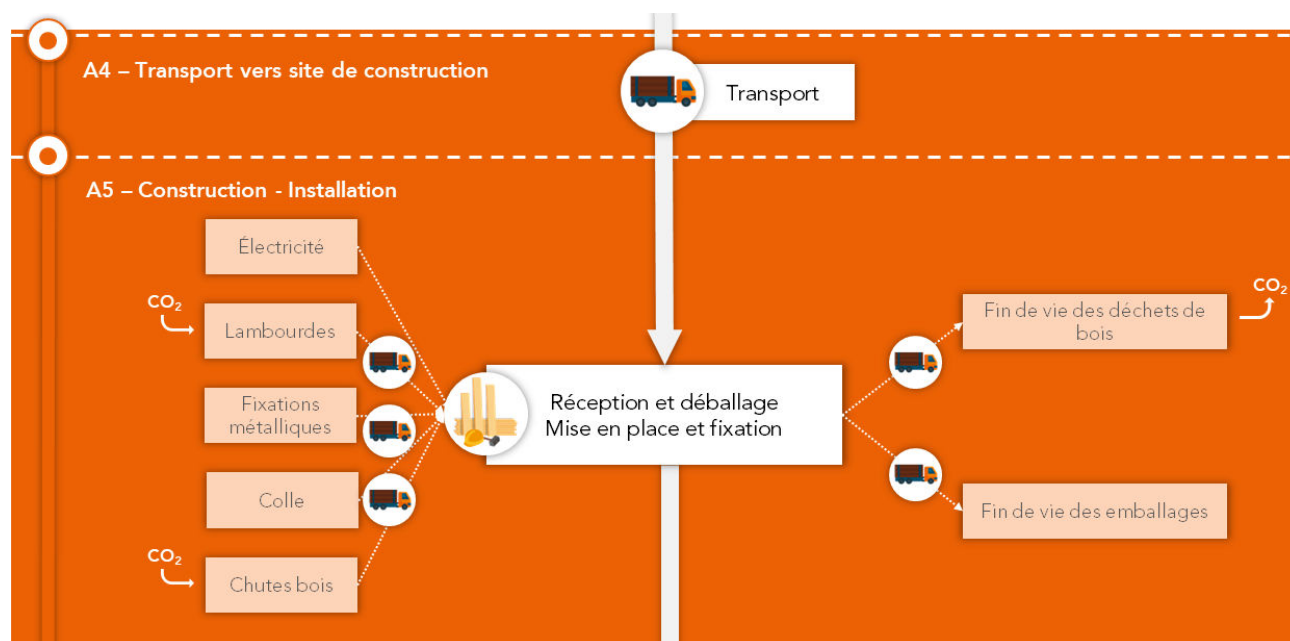 A4 – Transport vers site de construction
Transport
A5 – Construction - Installation
Électricité
CO₂
Lambourdes
Fixations
métalliques
Colle
CO₂
Chutes bois
Réception et déballage
Mise en place et fixation
CO₂
Fin de vie des déchets de
bois
Fin de vie des emballages